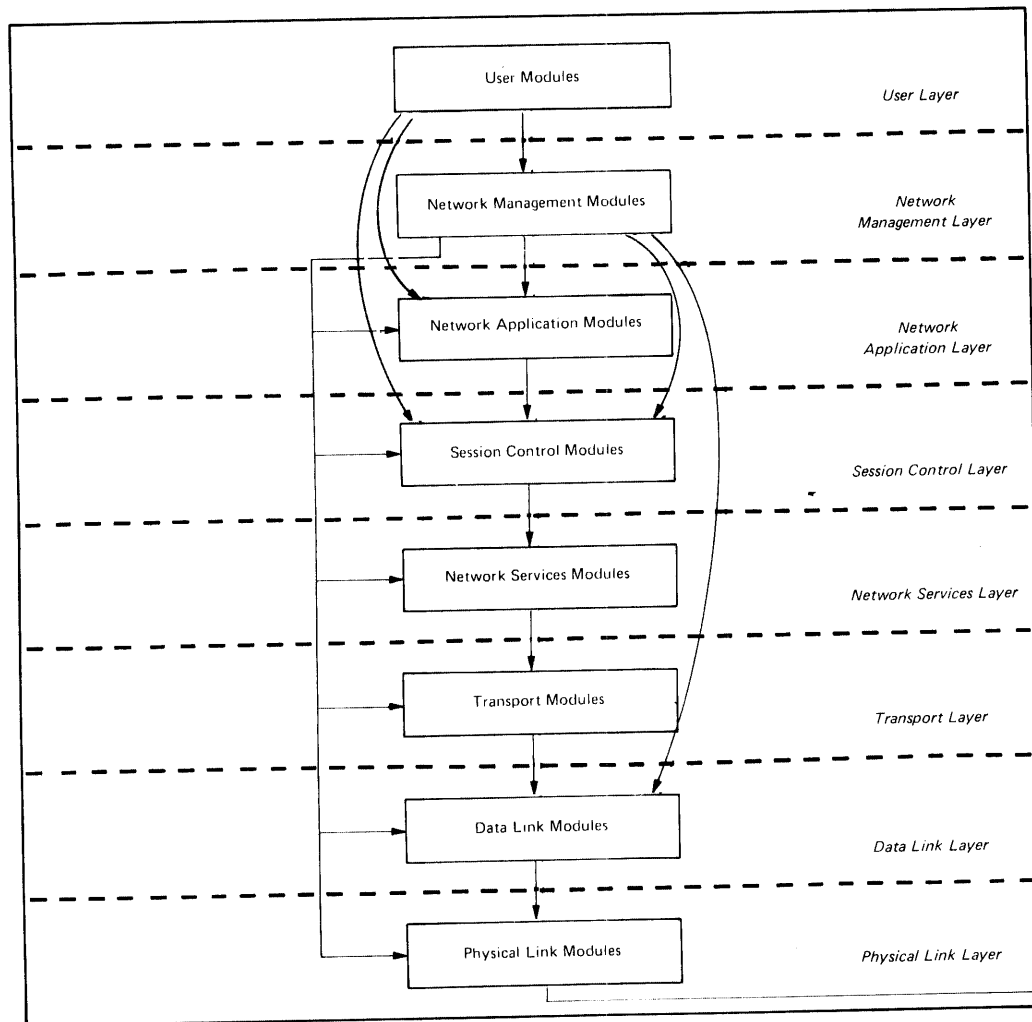 User Modules
User Layer
Network Management Modules
Network
Management Layer
Network Application Modules
Network
Application Layer
Session Control Modules
Session Control Layer
Network Services Modules
Network Services Layer
Transport Modules
Transport Layer
Data Link Modules
Data Link Layer
Physical Link Modules
Physical Link Layer